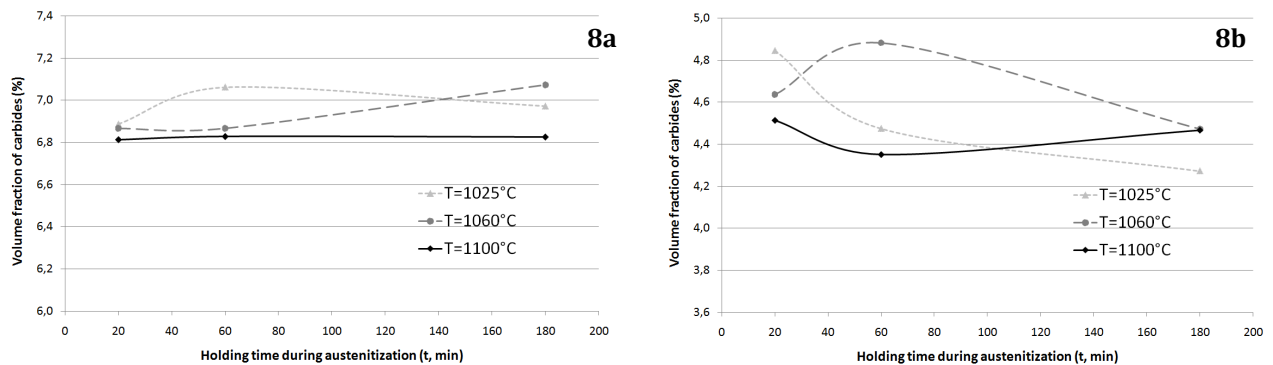 8a
Volume fraction of carbides (%)
7,4
7,2
7,0
6,8
6,6
6,4
6,2
6,0
T=1025°C
T=1060°C
T=1100°C
0 20 40 60 80 100 120 140 160 180 200
Holding time during austenitization (t, min)
8b
Volume fraction of carbides (%)
5,0
4,8
4,6
4,4
4,2
4,0
3,8
3,6
T=1025°C
T=1060°C
T=1100°C
0 20 40 60 80 100 120 140 160 180 200
Holding time during austenitization (t, min)